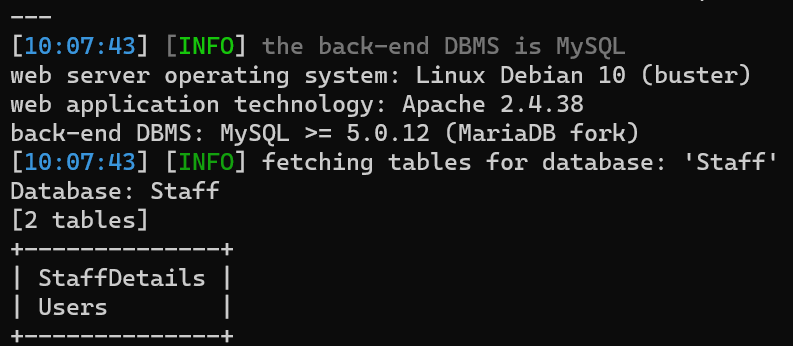 ---
[10:07:43] [INFO] the back-end DBMS is MySQL
web server operating system: Linux Debian 10 (buster)
web application technology: Apache 2.4.38
back-end DBMS: MySQL >= 5.0.12 (MariaDB fork)
[10:07:43] [INFO] fetching tables for database: 'Staff'
Database: Staff
[2 tables]
+--------------+
| StaffDetails |
| Users        |
+--------------+